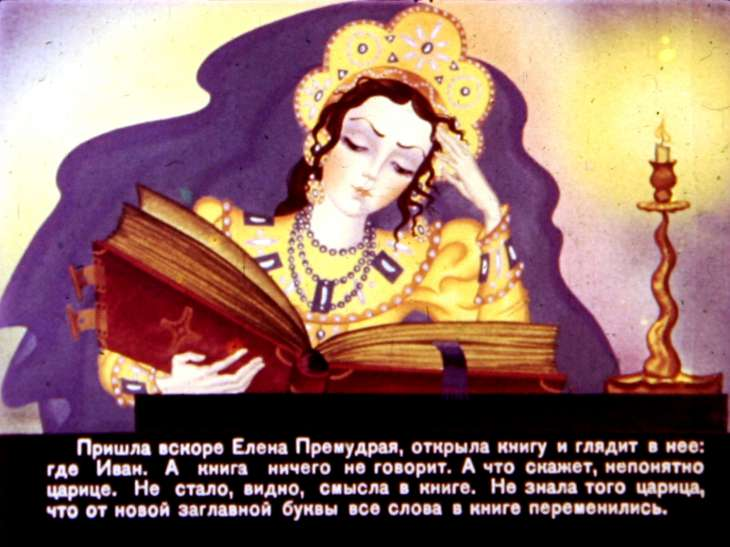 Пришла вскоре Елена Премудрая, открыла книгу и глядит в нее:
где Иван. А книга ничего не говорит. А что скажет, непонятно
царице. Не стало, видно, смысла в книге. Не знала того царица,
что от новой заглавной буквы все слова в книге переменились.